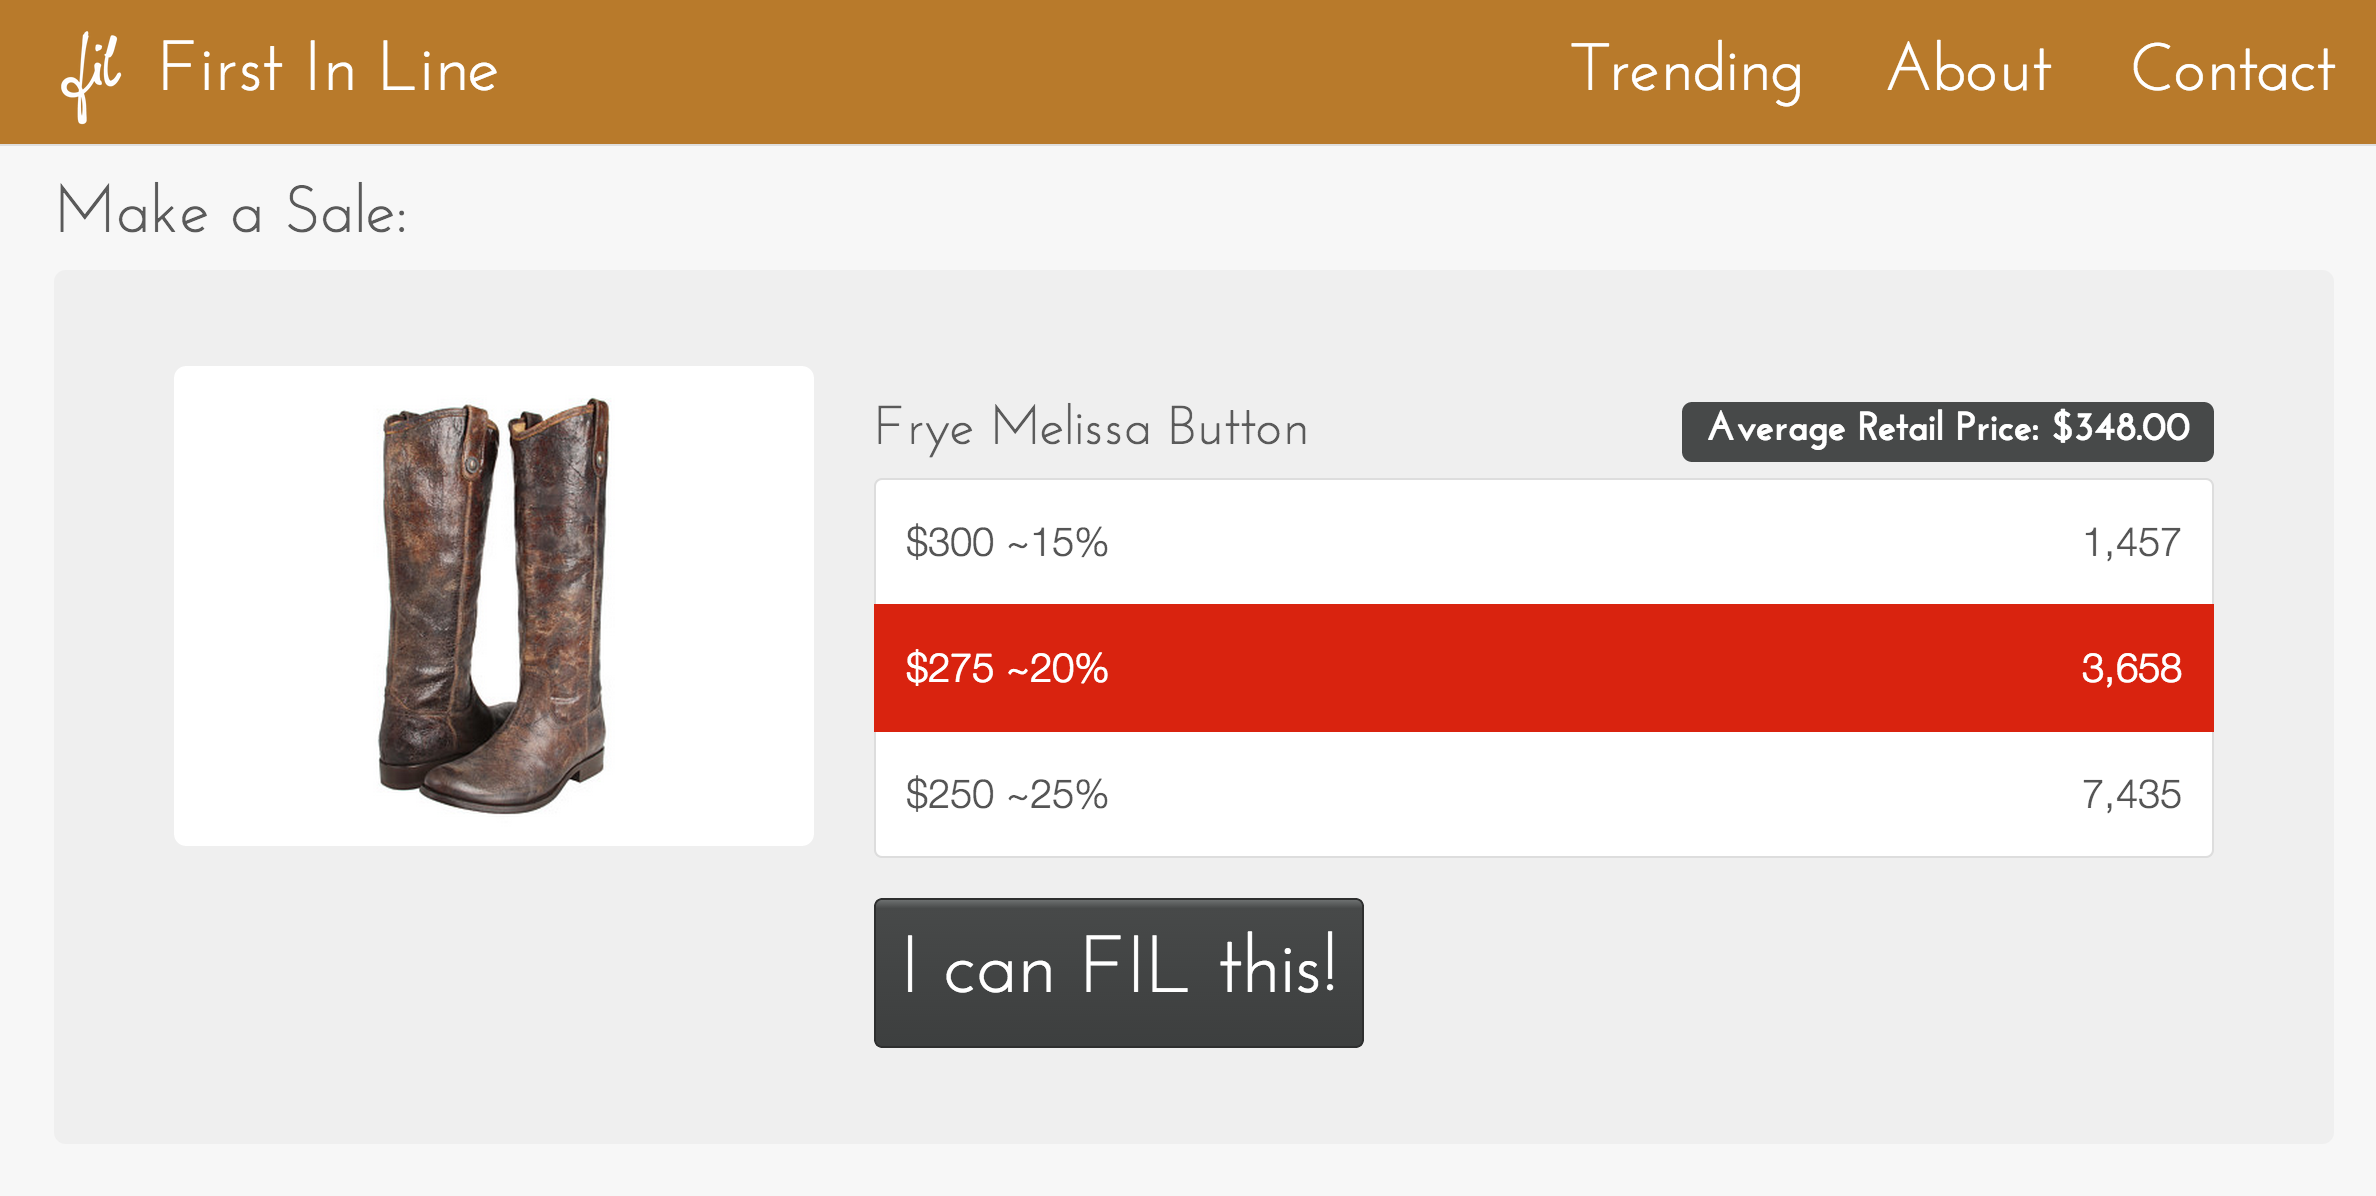 fil First In Line Trending About Contact
Make a Sale:
Frye Melissa Button Average Retail Price: $348.00
$300 ~15% 1,457
$275 ~20% 3,658
$250 ~25% 7,435
I can FIL this!